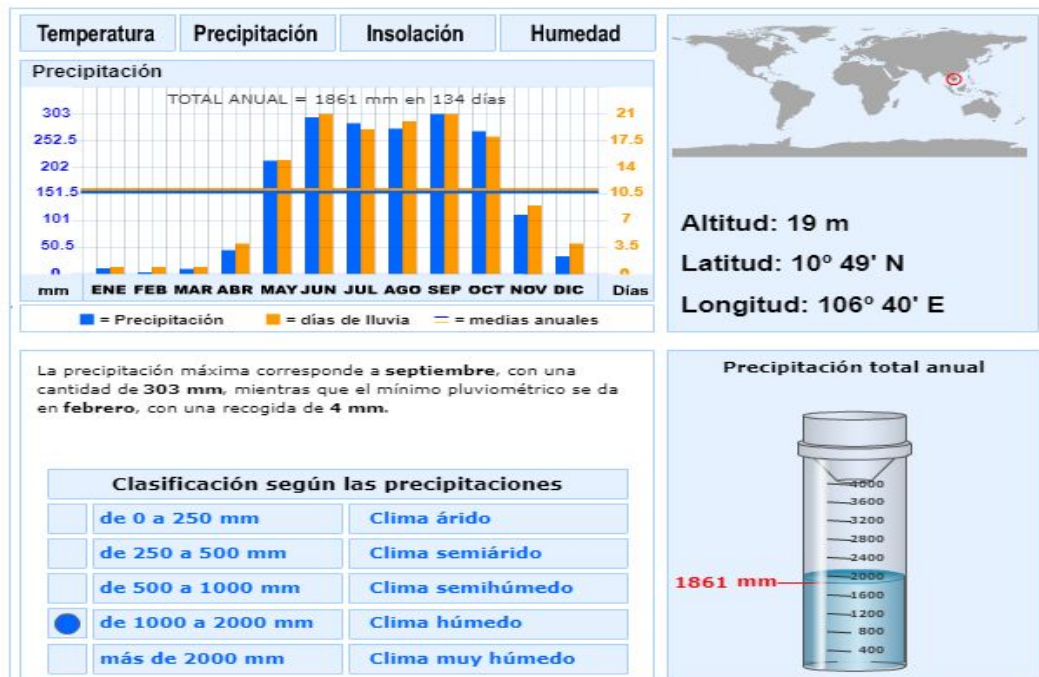 Temperatura Precipitación Insolación Humedad
Precipitación
TOTAL ANUAL = 1861 mm en 134 días
303 21
252.5 17.5
202 14
151.5 10.5
101 7
50.5 3.5
0 0
mm ENE FEB MAR ABR MAY JUN JUL AGO SEP OCT NOV DIC Días
= Precipitación = días de lluvia = medias anuales
Altitud: 19 m
Latitud: 10º 49' N
Longitud: 106º 40' E
La precipitación máxima corresponde a septiembre, con una
cantidad de 303 mm, mientras que el mínimo pluviométrico se da
en febrero, con una recogida de 4 mm.
Clasificación según las precipitaciones
de 0 a 250 mm Clima árido
de 250 a 500 mm Clima semiárido
de 500 a 1000 mm Clima semihúmedo
de 1000 a 2000 mm Clima húmedo
más de 2000 mm Clima muy húmedo
Precipitación total anual
4000
3600
3200
2800
2400
2000
1861 mm
1600
1200
800
400